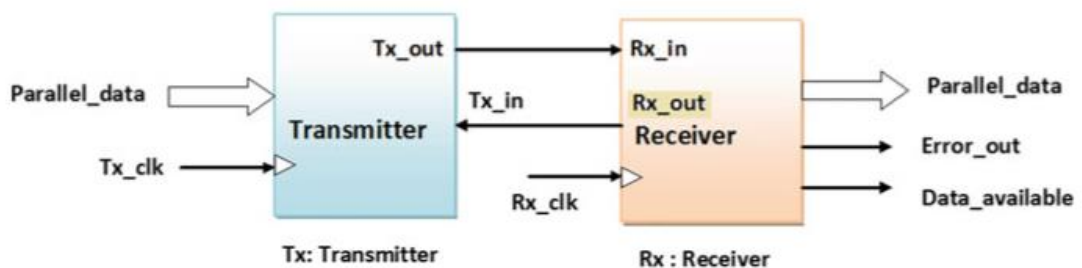 Tx_out
Rx_in
Parallel_data
Parallel_data
Tx_in
Rx_out
Transmitter
Receiver
Error_out
Tx_clk
Rx_clk
Data_available
Tx: Transmitter
Rx : Receiver